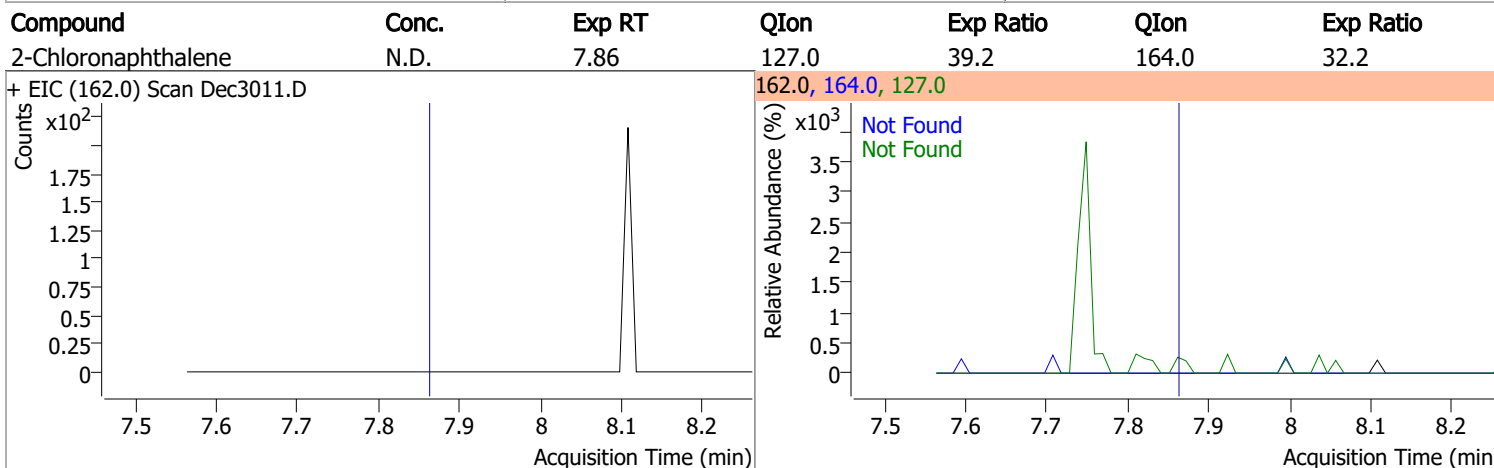 Compound Conc. Exp RT QIon Exp Ratio QIon Exp Ratio
2-Chloronaphthalene N.D. 7.86 127.0 39.2 164.0 32.2
+ EIC (162.0) Scan Dec3011.D
Counts
x10²
1.75
1.5
1.25
1
0.75
0.5
0.25
0
7.5 7.6 7.7 7.8 7.9 8 8.1 8.2
Acquisition Time (min)
162.0, 164.0, 127.0
Relative Abundance (%)
x10³
Not Found
Not Found
3.5
3
2.5
2
1.5
1
0.5
0
7.5 7.6 7.7 7.8 7.9 8 8.1 8.2
Acquisition Time (min)